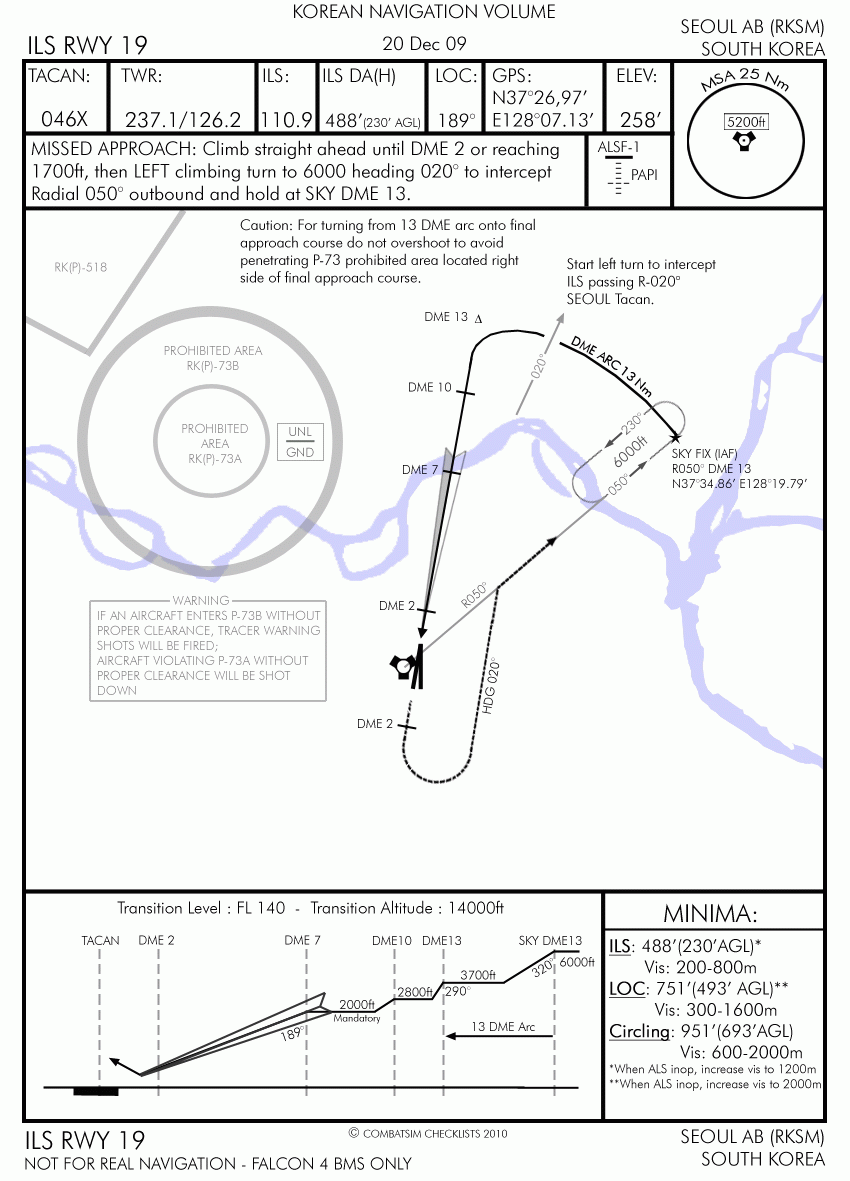 KOREAN NAVIGATION VOLUME
ILS RWY 19
20 Dec 09
SEOUL AB (RKSM)
SOUTH KOREA
TACAN:
046X
TWR:
237.1/126.2
ILS:
110.9
ILS DA(H)
488'(230' AGL)
LOC:
189°
GPS:
N37°26,97'
E128°07.13'
ELEV:
258'
MSA 25 Nm
5200ft
MISSED APPROACH: Climb straight ahead until DME 2 or reaching
1700ft, then LEFT climbing turn to 6000 heading 020° to intercept
Radial 050° outbound and hold at SKY DME 13.
ALSF-1
PAPI
Caution: For turning from 13 DME arc onto final
approach course do not overshoot to avoid
penetrating P-73 prohibited area located right
side of final approach course.
RK(P)-518
Start left turn to intercept
ILS passing R-020°
SEOUL Tacan.
DME 13
PROHIBITED AREA
RK(P)-73B
DME ARC 13 Nm
020°
DME 10
PROHIBITED
AREA
RK(P)-73A
UNL
GND
230°
6000ft
050°
SKY FIX (IAF)
R050° DME 13
N37°34.86' E128°19.79'
DME 7
R050°
DME 2
WARNING
IF AN AIRCRAFT ENTERS P-73B WITHOUT
PROPER CLEARANCE, TRACER WARNING
SHOTS WILL BE FIRED;
AIRCRAFT VIOLATING P-73A WITHOUT
PROPER CLEARANCE WILL BE SHOT
DOWN
HDG 020°
DME 2
Transition Level : FL 140 - Transition Altitude : 14000ft
TACAN
DME 2
DME 7
DME10
DME13
SKY DME13
6000ft
320°
3700ft
290°
2800ft
2000ft
Mandatory
189°
13 DME Arc
MINIMA:
ILS: 488'(230'AGL)*
Vis: 200-800m
LOC: 751'(493' AGL)**
Vis: 300-1600m
Circling: 951'(693'AGL)
Vis: 600-2000m
*When ALS inop, increase vis to 1200m
**When ALS inop, increase vis to 2000m
ILS RWY 19
NOT FOR REAL NAVIGATION - FALCON 4 BMS ONLY
© COMBATSIM CHECKLISTS 2010
SEOUL AB (RKSM)
SOUTH KOREA